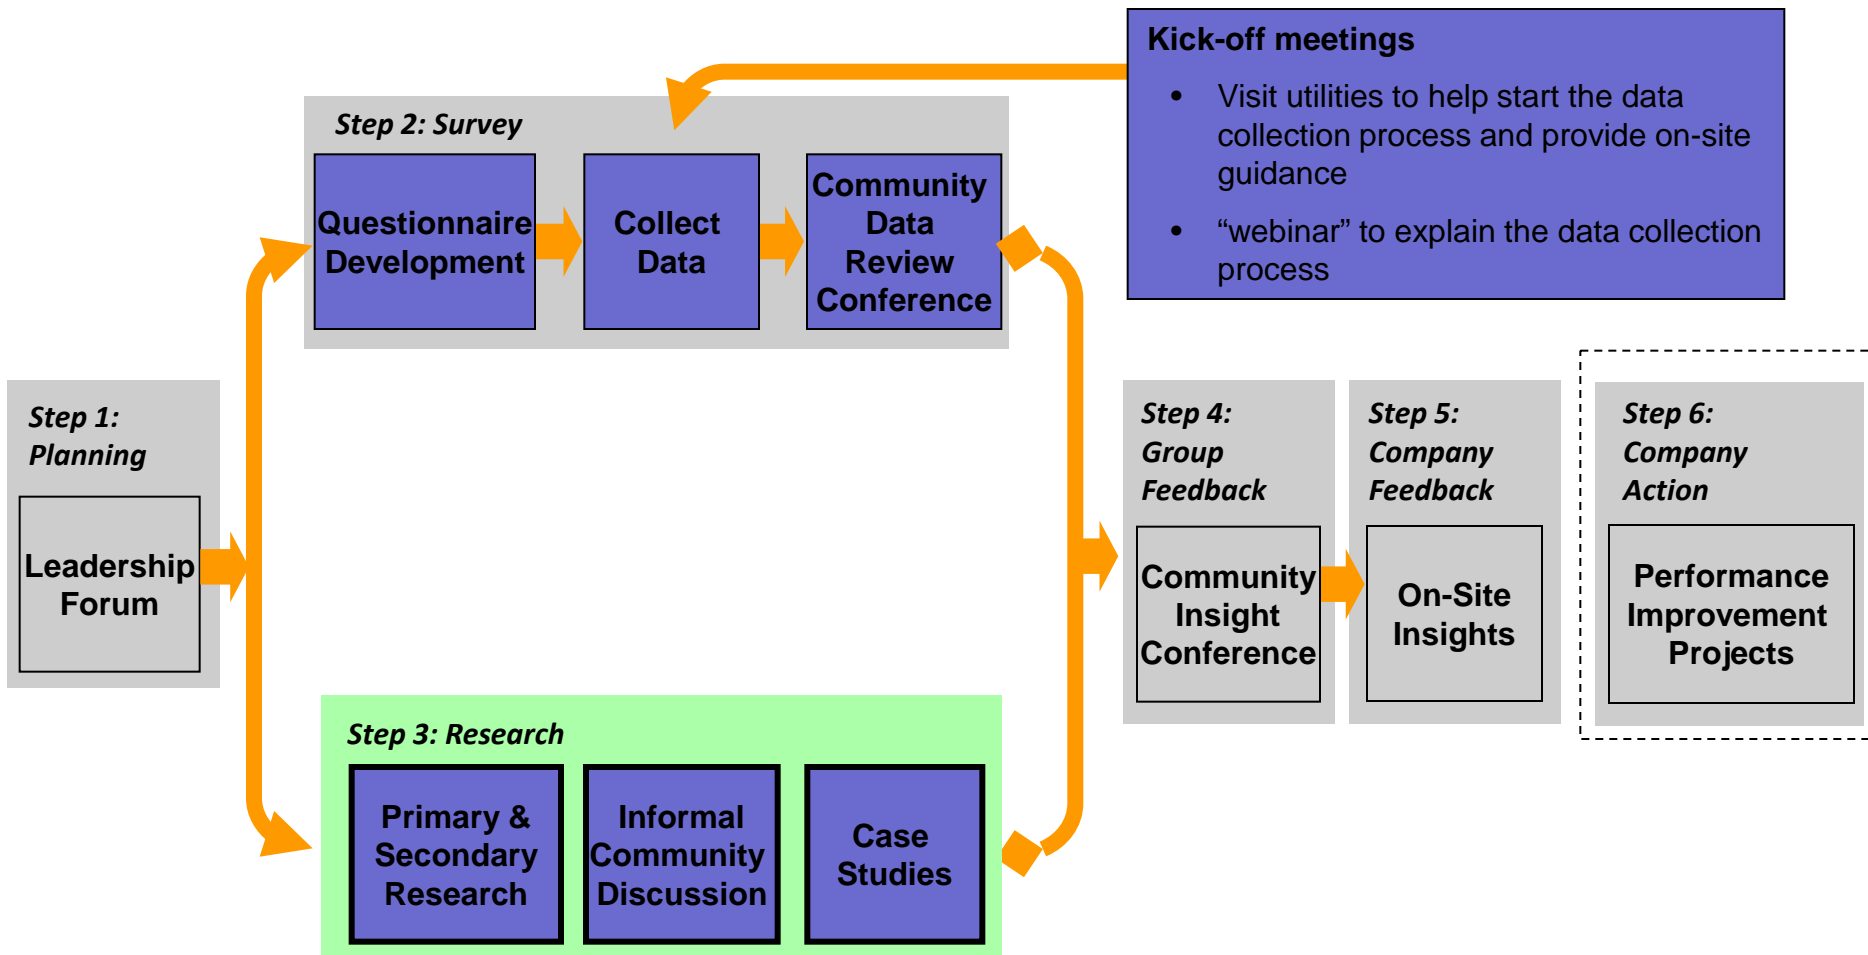 Kick-off meetings
• Visit utilities to help start the data
collection process and provide on-site
guidance
• “webinar” to explain the data collection
process
Step 2: Survey
Questionnaire
Development
Collect
Data
Community
Data
Review
Conference
Step 1:
Planning
Leadership
Forum
Step 3: Research
Primary &
Secondary
Research
Informal
Community
Discussion
Case
Studies
Step 4:
Group
Feedback
Community
Insight
Conference
Step 5:
Company
Feedback
On-Site
Insights
Step 6:
Company
Action
Performance
Improvement
Projects